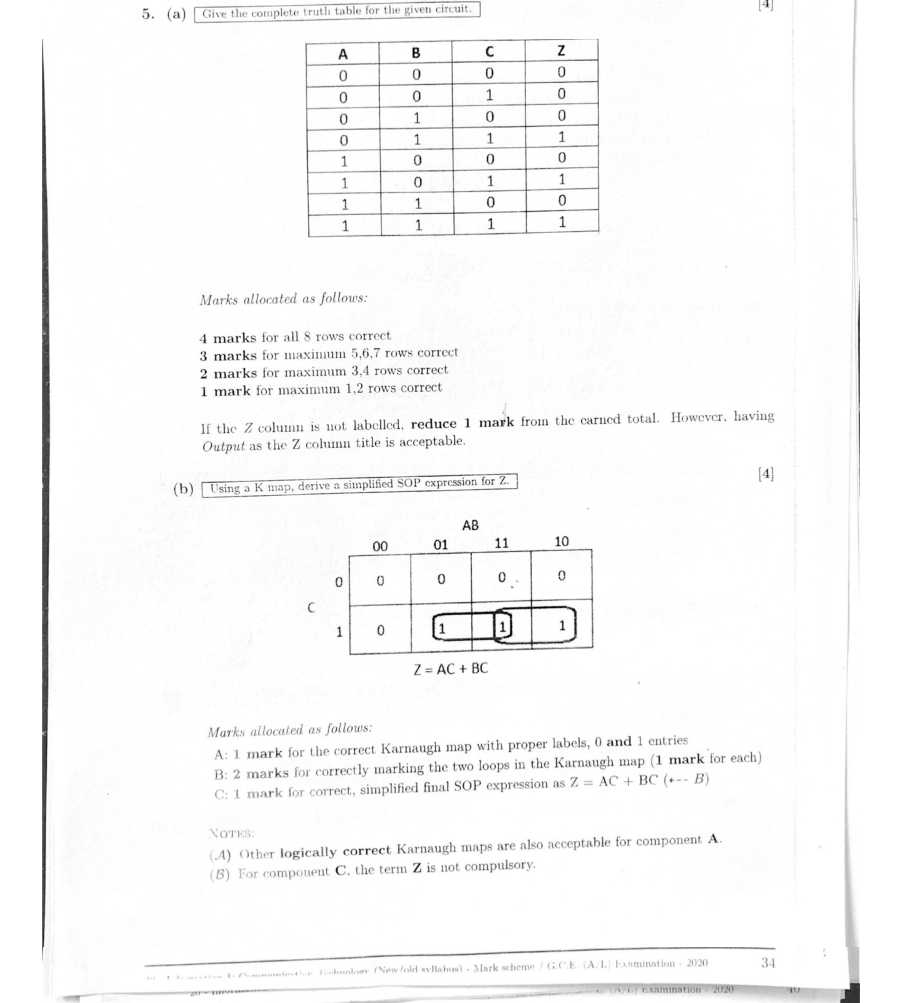 5. (a) Give the complete truth table for the given circuit. [4]
A B C Z
0 0 0 0
0 0 1 0
0 1 0 0
0 1 1 1
1 0 0 0
1 0 1 1
1 1 0 0
1 1 1 1
Marks allocated as follows:
4 marks for all 8 rows correct
3 marks for maximum 5,6,7 rows correct
2 marks for maximum 3,4 rows correct
1 mark for maximum 1,2 rows correct
If the Z column is not labelled, reduce 1 mark from the earned total. However, having
Output as the Z column title is acceptable.
(b) Using a K map, derive a simplified SOP expression for Z. [4]
AB
00 01 11 10
0 0 0 0 0
C
1 0 1 1 1
Z = AC + BC
Marks allocated as follows:
A: 1 mark for the correct Karnaugh map with proper labels, 0 and 1 entries
B: 2 marks for correctly marking the two loops in the Karnaugh map (1 mark for each)
C: 1 mark for correct, simplified final SOP expression as Z = AC + BC (←-- B)
NOTES:
(A) Other logically correct Karnaugh maps are also acceptable for component A.
(B) For component C, the term Z is not compulsory.
Technology (New/old syllabus) - Mark scheme / G.C.E. (A/L) Examination - 2020 34
(A/L) Examination - 2020